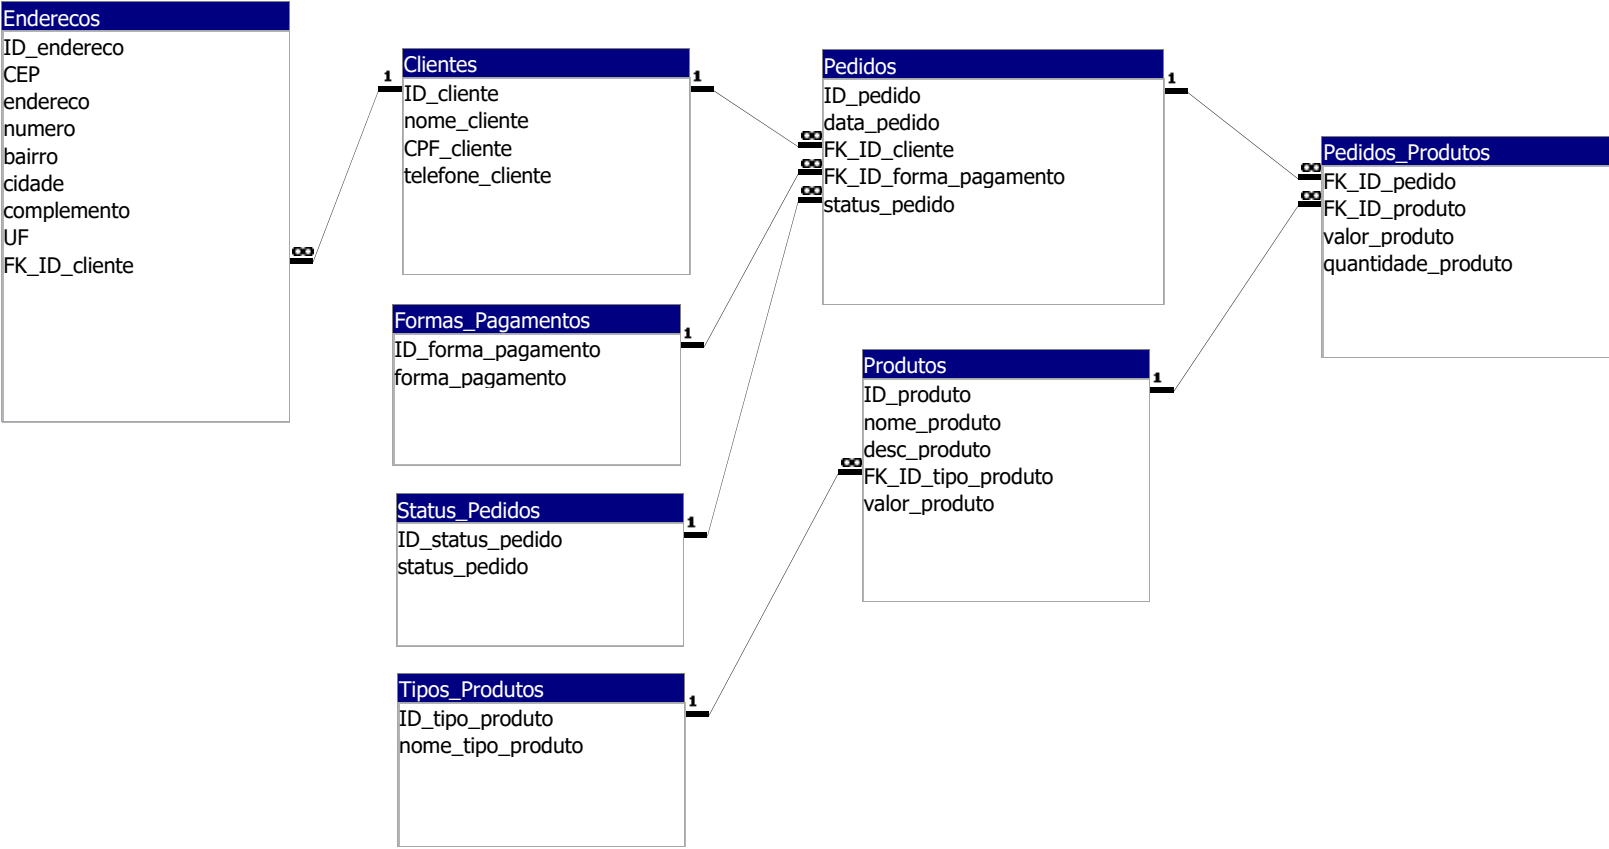 Enderecos
ID_endereco
CEP
endereco
numero
bairro
cidade
complemento
UF
FK_ID_cliente
∞
1
Clientes
1
ID_cliente
nome_cliente
CPF_cliente
telefone_cliente
Formas_Pagamentos
1
ID_forma_pagamento
forma_pagamento
Status_Pedidos
1
ID_status_pedido
status_pedido
Tipos_Produtos
1
ID_tipo_produto
nome_tipo_produto
Pedidos
1
ID_pedido
data_pedido
∞
FK_ID_cliente
∞
FK_ID_forma_pagamento
∞
status_pedido
Produtos
1
ID_produto
nome_produto
desc_produto
∞
FK_ID_tipo_produto
valor_produto
Pedidos_Produtos
∞
FK_ID_pedido
∞
FK_ID_produto
valor_produto
quantidade_produto